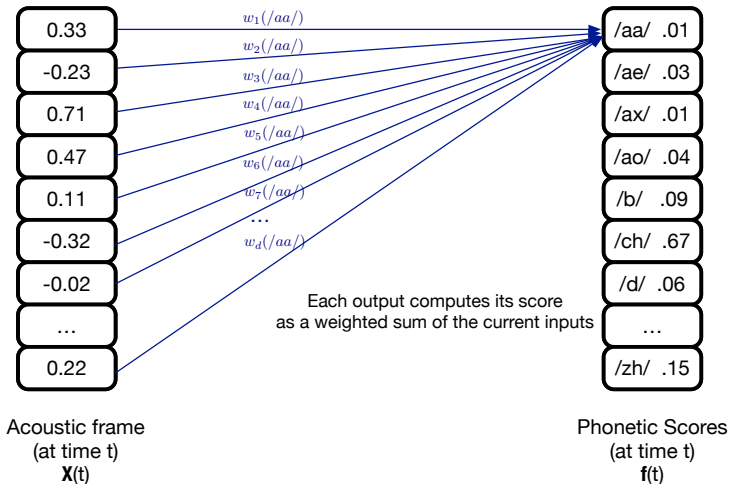 0.33
-0.23
0.71
0.47
0.11
-0.32
-0.02
…
0.22
Acoustic frame
(at time t)
X(t)
w₁(/aa/)
w₂(/aa/)
w₃(/aa/)
w₄(/aa/)
w₅(/aa/)
w₆(/aa/)
w₇(/aa/)
…
w_d(/aa/)
Each output computes its score
as a weighted sum of the current inputs
/aa/ .01
/ae/ .03
/ax/ .01
/ao/ .04
/b/ .09
/ch/ .67
/d/ .06
…
/zh/ .15
Phonetic Scores
(at time t)
f(t)